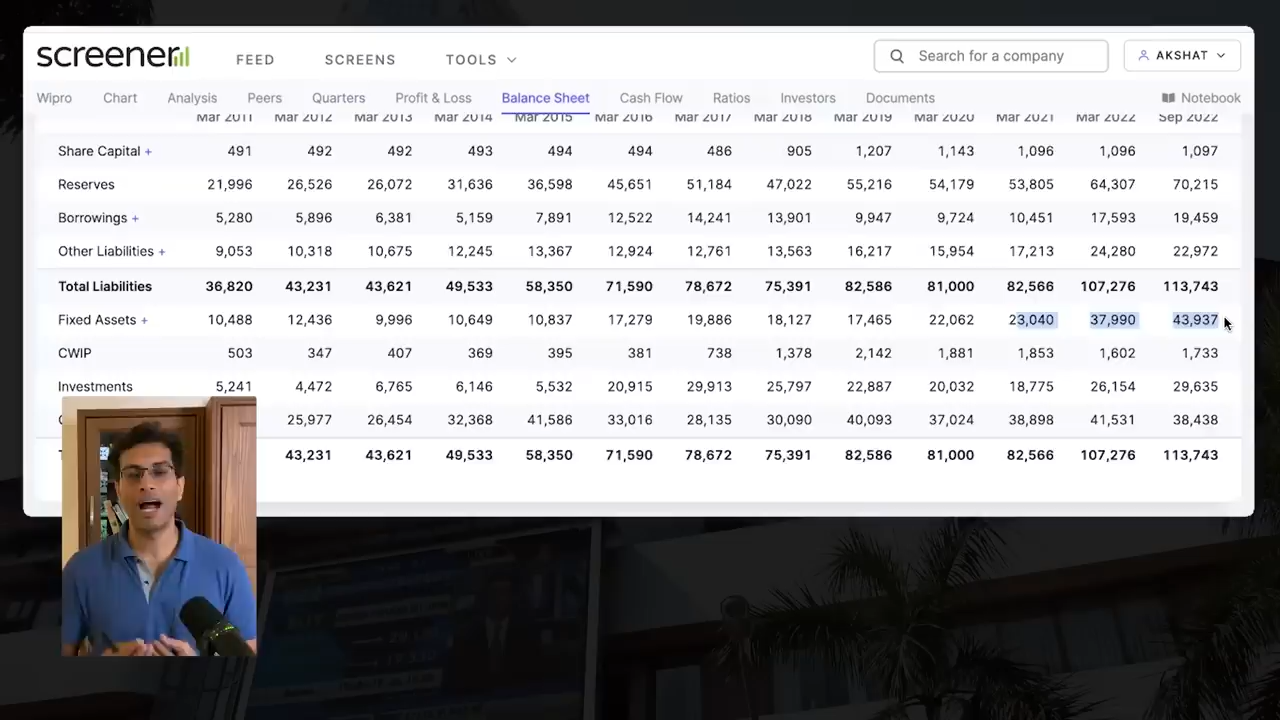 screener FEED SCREENS TOOLS Search for a company AKSHAT
Wipro Chart Analysis Peers Quarters Profit & Loss Balance Sheet Cash Flow Ratios Investors Documents Notebook
Mar 2011 Mar 2012 Mar 2013 Mar 2014 Mar 2015 Mar 2016 Mar 2017 Mar 2018 Mar 2019 Mar 2020 Mar 2021 Mar 2022 Sep 2022
Share Capital + 491 492 492 493 494 494 486 905 1,207 1,143 1,096 1,096 1,097
Reserves 21,996 26,526 26,072 31,636 36,598 45,651 51,184 47,022 55,216 54,179 53,805 64,307 70,215
Borrowings + 5,280 5,896 6,381 5,159 7,891 12,522 14,241 13,901 9,947 9,724 10,451 17,593 19,459
Other Liabilities + 9,053 10,318 10,675 12,245 13,367 12,924 12,761 13,563 16,217 15,954 17,213 24,280 22,972
Total Liabilities 36,820 43,231 43,621 49,533 58,350 71,590 78,672 75,391 82,586 81,000 82,566 107,276 113,743
Fixed Assets + 10,488 12,436 9,996 10,649 10,837 17,279 19,886 18,127 17,465 22,062 23,040 37,990 43,937
CWIP 503 347 407 369 395 381 738 1,378 2,142 1,881 1,853 1,602 1,733
Investments 5,241 4,472 6,765 6,146 5,532 20,915 29,913 25,797 22,887 20,032 18,775 26,154 29,635
25,977 26,454 32,368 41,586 33,016 28,135 30,090 40,093 37,024 38,898 41,531 38,438
43,231 43,621 49,533 58,350 71,590 78,672 75,391 82,586 81,000 82,566 107,276 113,743